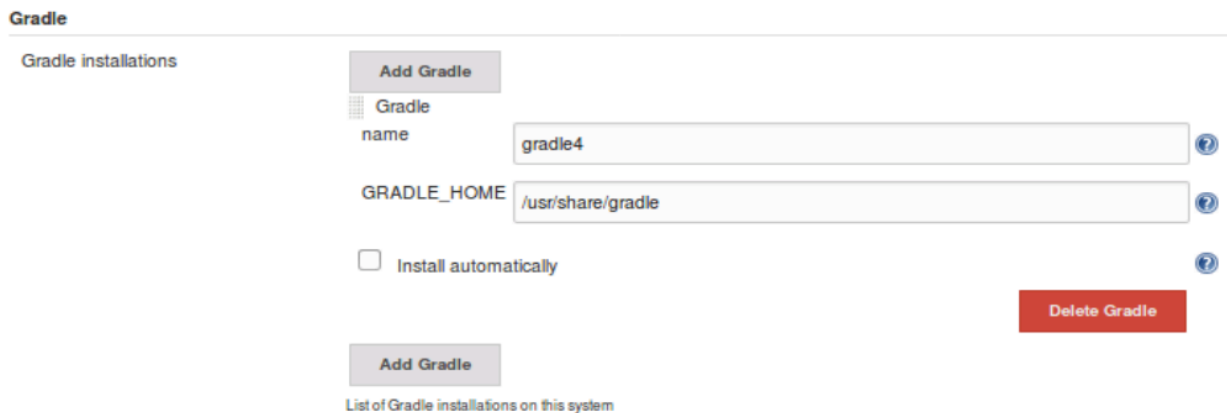 Gradle
Gradle installations
Add Gradle
Gradle
name
gradle4
GRADLE_HOME
/usr/share/gradle
Install automatically
Delete Gradle
Add Gradle
List of Gradle installations on this system